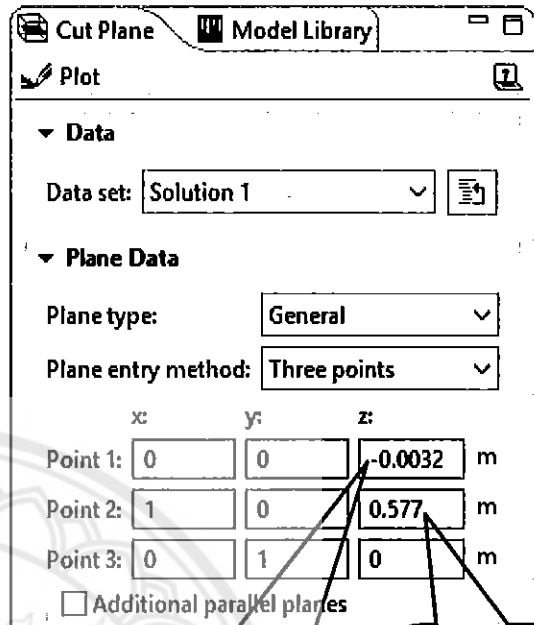 Cut Plane Model Library
Plot
Data
Data set: Solution 1
Plane Data
Plane type: General
Plane entry method: Three points
x: y: z:
Point 1: 0 0 -0.0032 m
Point 2: 1 0 0.577 m
Point 3: 0 1 0 m
Additional parallel planes